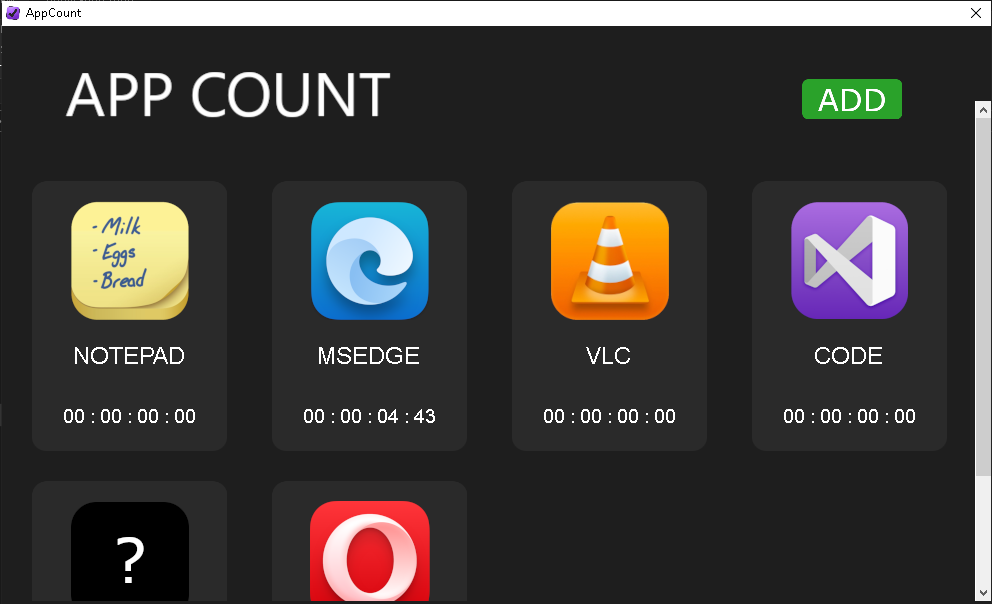 AppCount
APP COUNT
ADD
- Milk
- Eggs
- Bread
NOTEPAD
MSEDGE
VLC
CODE
00 : 00 : 00 : 00
00 : 00 : 04 : 43
00 : 00 : 00 : 00
00 : 00 : 00 : 00
?